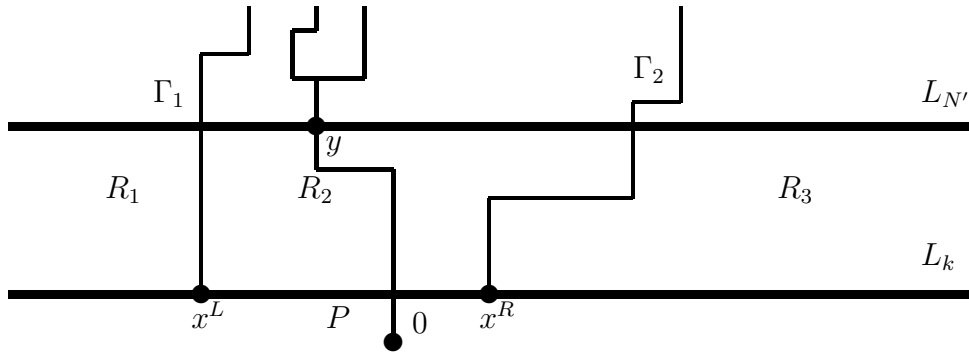 Γ₁ Γ₂ L_{N'}
y
R₁ R₂ R₃
L_k
x^L P 0 x^R